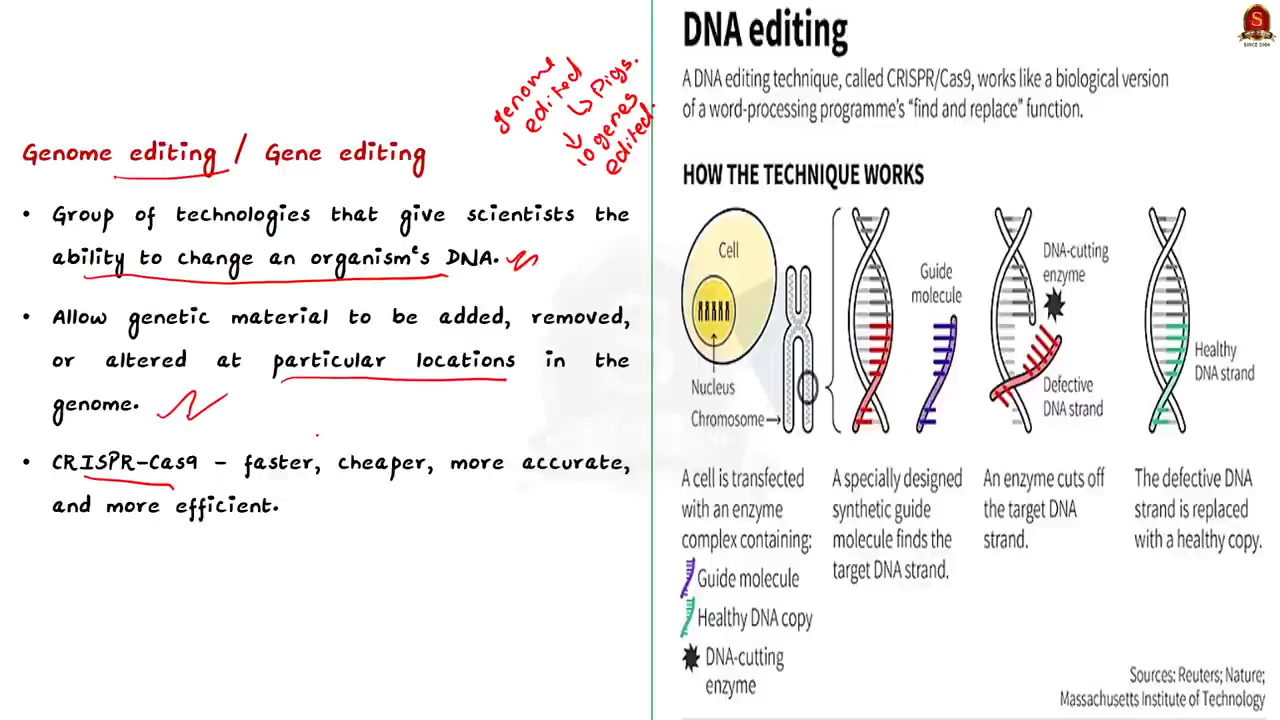 genome
edited
↳ Pigs.
↓
10 genes
edited.
Genome editing / Gene editing
• Group of technologies that give scientists the
ability to change an organism's DNA.
• Allow genetic material to be added, removed,
or altered at particular locations in the
genome.
• CRISPR-Cas9 – faster, cheaper, more accurate,
and more efficient.
S
SINCE 2004
DNA editing
A DNA editing technique, called CRISPR/Cas9, works like a biological version
of a word-processing programme's “find and replace” function.
HOW THE TECHNIQUE WORKS
Cell
Nucleus
Chromosome→
Guide
molecule
DNA-cutting
enzyme
Defective
DNA strand
Healthy
DNA strand
A cell is transfected
with an enzyme
complex containing:
Guide molecule
Healthy DNA copy
DNA-cutting
enzyme
A specially designed
synthetic guide
molecule finds the
target DNA strand.
An enzyme cuts off
the target DNA
strand.
The defective DNA
strand is replaced
with a healthy copy.
Sources: Reuters; Nature;
Massachusetts Institute of Technology